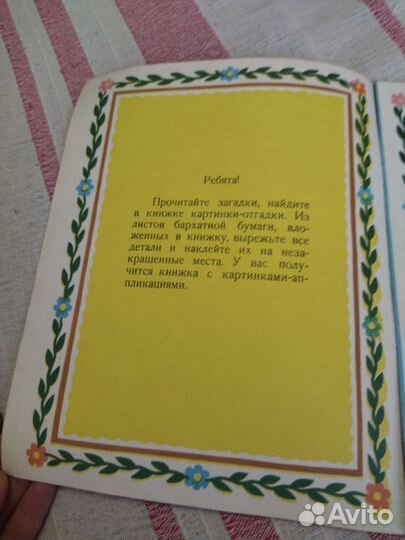 Ребята!
Прочитайте загадки, найдите
в книжке картинки-отгадки. Из
листов бархатной бумаги, вло-
женных в книжку, вырежьте все
детали и наклейте их на неза-
крашенные места. У вас полу-
чится книжка с картинками-ап-
пликациями.
Avito